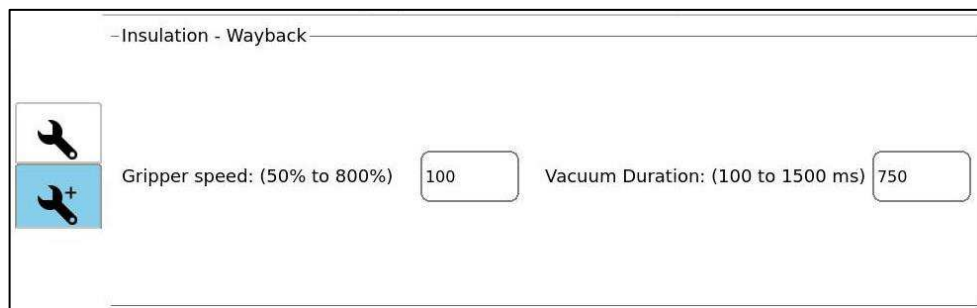 Insulation - Wayback
Gripper speed: (50% to 800%) 100 Vacuum Duration: (100 to 1500 ms) 750